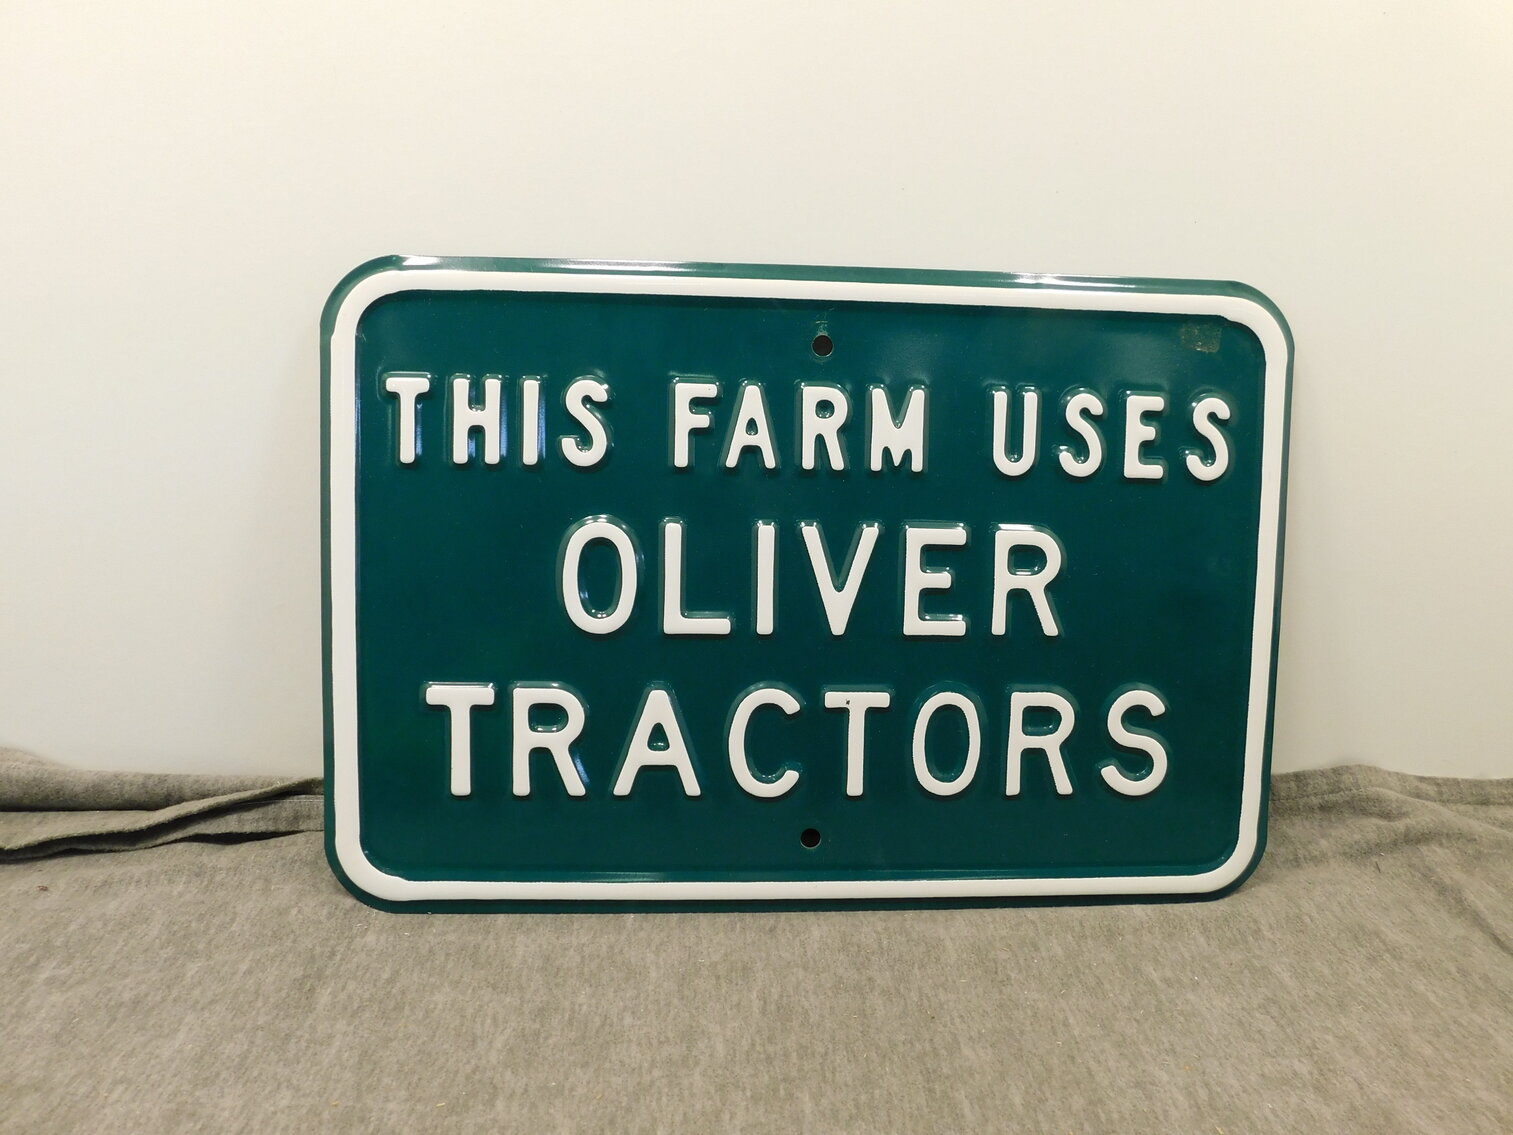 THIS FARM USES
OLIVER
TRACTORS